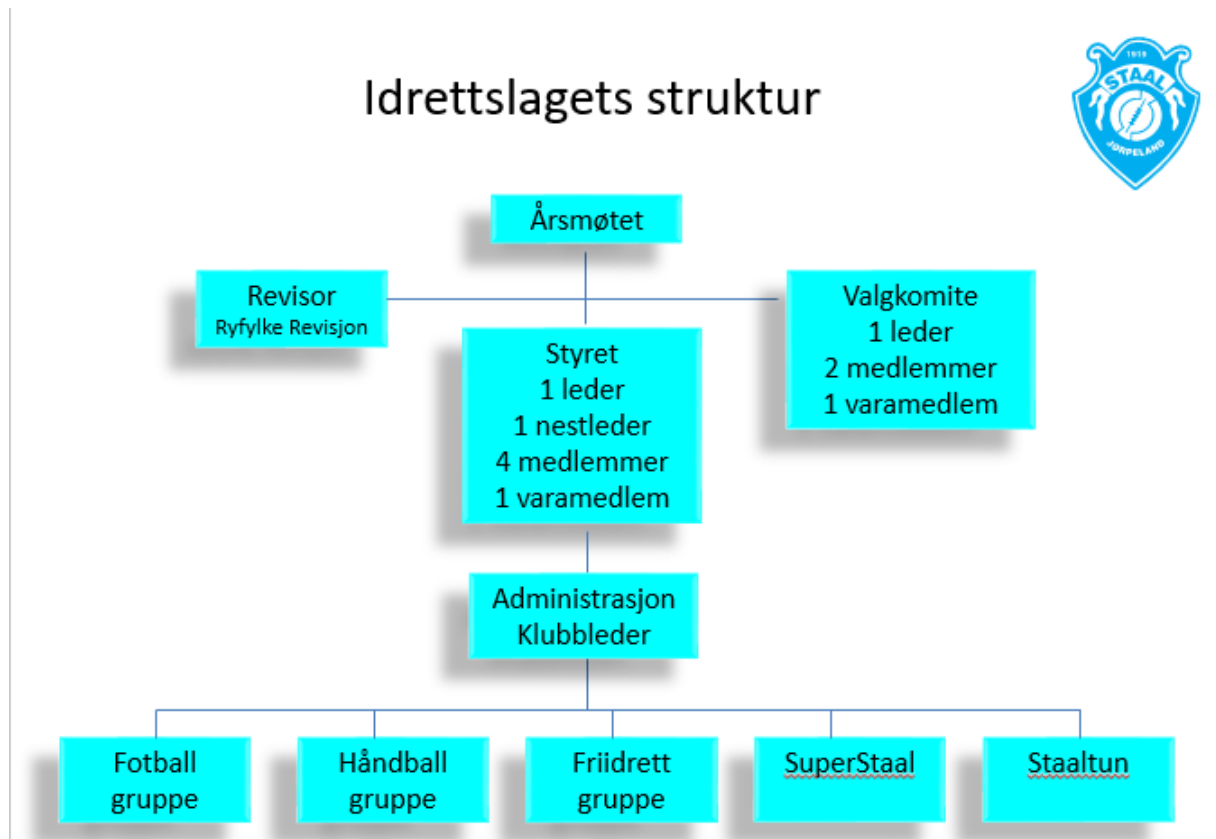 Idrettslagets struktur
1919
STAAL
JØRPELAND
Årsmøtet
Revisor
Ryfylke Revisjon
Valgkomite
1 leder
2 medlemmer
1 varamedlem
Styret
1 leder
1 nestleder
4 medlemmer
1 varamedlem
Administrasjon
Klubbleder
Fotball
gruppe
Håndball
gruppe
Friidrett
gruppe
SuperStaal
Staaltun